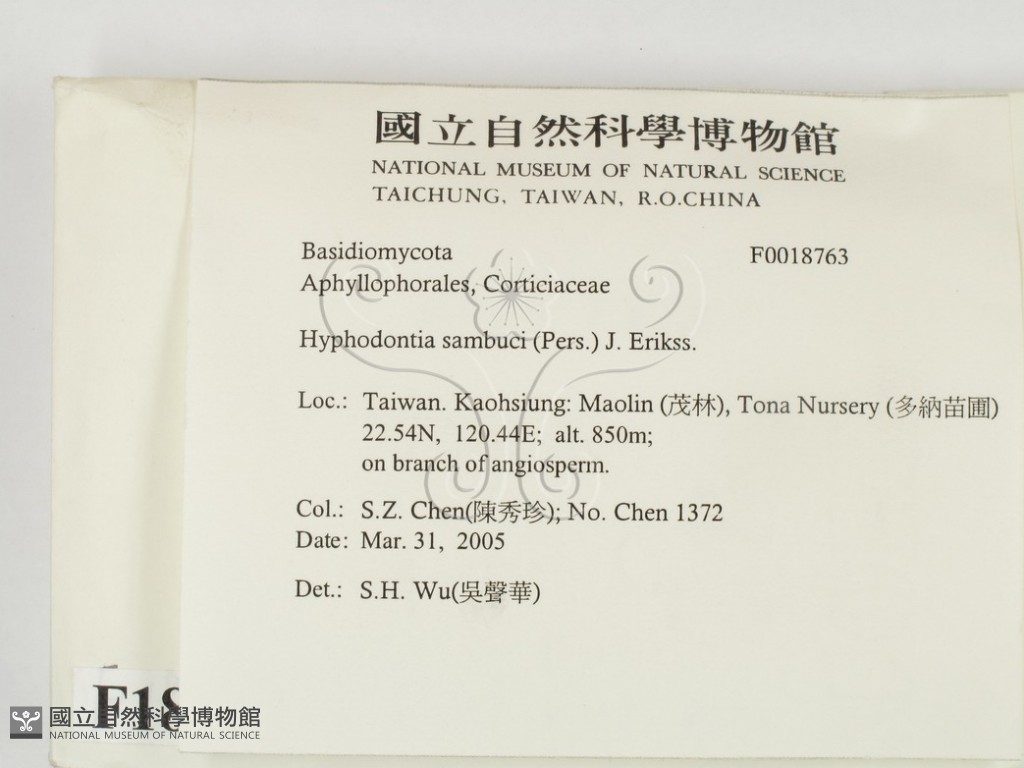 國立自然科學博物館
NATIONAL MUSEUM OF NATURAL SCIENCE
TAICHUNG, TAIWAN, R.O.CHINA
Basidiomycota F0018763
Aphyllophorales, Corticiaceae
Hyphodontia sambuci (Pers.) J. Erikss.
Loc.: Taiwan. Kaohsiung: Maolin (茂林), Tona Nursery (多納苗圃)
22.54N, 120.44E; alt. 850m;
on branch of angiosperm.
Col.: S.Z. Chen(陳秀珍); No. Chen 1372
Date: Mar. 31, 2005
Det.: S.H. Wu(吳聲華)
F18
國立自然科學博物館
NATIONAL MUSEUM OF NATURAL SCIENCE